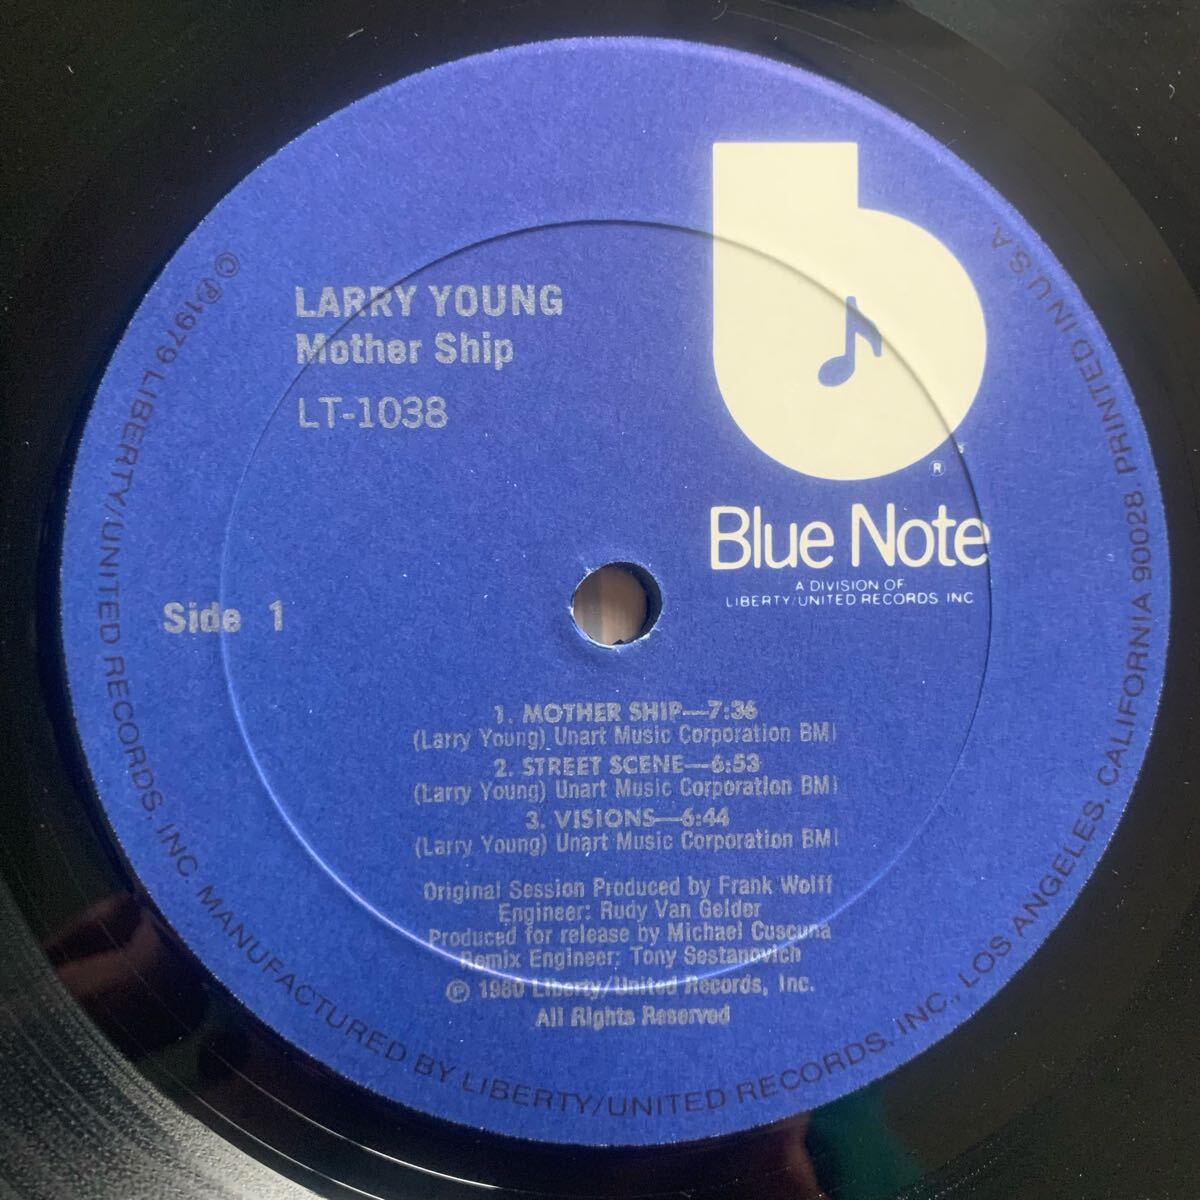 LARRY YOUNG
Mother Ship
LT-1038
®
Blue Note
A DIVISION OF
LIBERTY/UNITED RECORDS INC
Side 1
1. MOTHER SHIP—7:36
(Larry Young) Unart Music Corporation BMI
2. STREET SCENE—6:53
(Larry Young) Unart Music Corporation BMI
3. VISIONS—6:44
(Larry Young) Unart Music Corporation BMI
Original Session Produced by Frank Wolff
Engineer: Rudy Van Gelder
Produced for release by Michael Cuscuna
Remix Engineer: Tony Sestanovich
℗ 1980 Liberty/United Records, Inc.
All Rights Reserved
©℗1979 LIBERTY/UNITED RECORDS, INC. MANUFACTURED BY LIBERTY/UNITED RECORDS, INC., LOS ANGELES, CALIFORNIA 90028. PRINTED IN U.S.A.